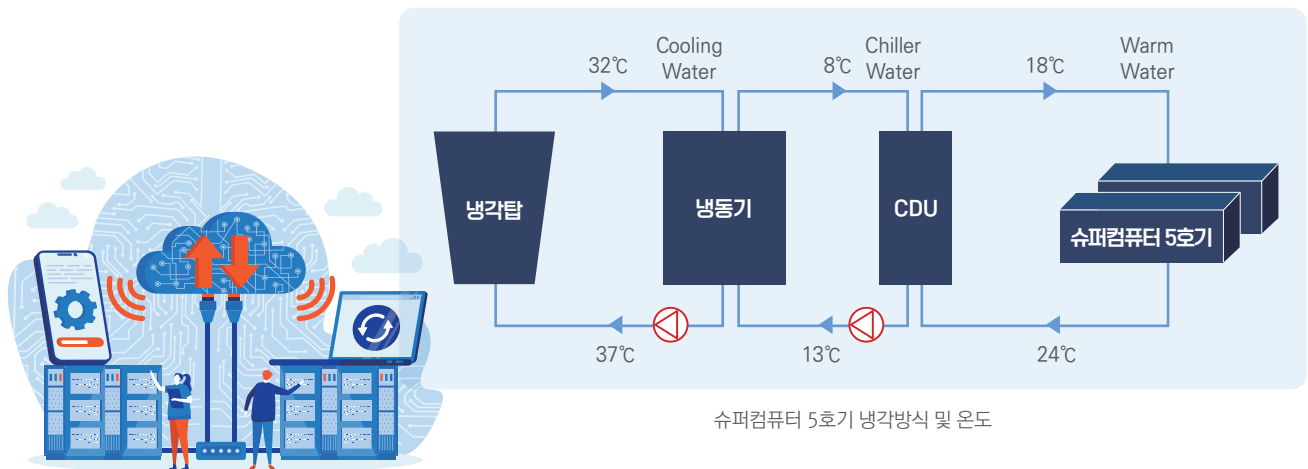 32℃
Cooling
Water
8℃
Chiller
Water
18℃
Warm
Water
냉각탑
냉동기
CDU
슈퍼컴퓨터 5호기
37℃
13℃
24℃
슈퍼컴퓨터 5호기 냉각방식 및 온도